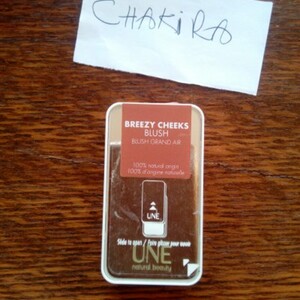 CHAKiRA
BREEZY CHEEKS
BLUSH
BLUSH GRAND AIR
100% natural origin
100% d'origine naturelle
UNE
Slide to open / Faire glisser pour ouvrir
UNE
natural beauty